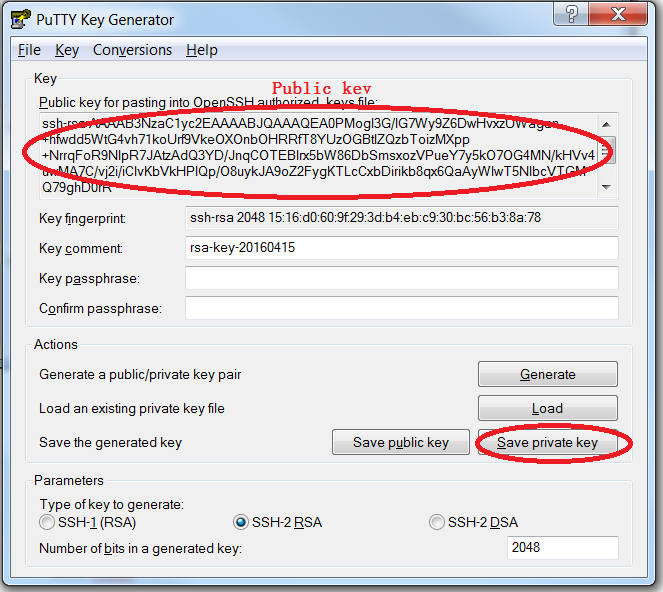 PuTTY Key Generator
File Key Conversions Help
Key
Public key
Public key for pasting into OpenSSH authorized_keys file:
ssh-rsa AAAAB3NzaC1yc2EAAAABJQAAAQEA0PMogI3G/IG7Wy9Z6DwHvxzUWagan
+hfwdd5WtG4vh71koUrf9VkeOXOnbOHRRfT8YUzOGBtlZQzbToizMXpp
+NrrqFoR9NlpR7JAtzAdQ3YD/JnqCOTEBlrx5bW86DbSmsxozVPueY7y5kO7OG4MN/kHVv4
Q79ghD0rR
Key fingerprint:
ssh-rsa 2048 15:16:d0:60:9f:29:3d:b4:eb:c9:30:bc:56:b3:8a:78
Key comment:
rsa-key-20160415
Key passphrase:
Confirm passphrase:
Actions
Generate a public/private key pair
Generate
Load an existing private key file
Load
Save the generated key
Save public key
Save private key
Parameters
Type of key to generate:
SSH-1 (RSA)
SSH-2 RSA
SSH-2 DSA
Number of bits in a generated key:
2048